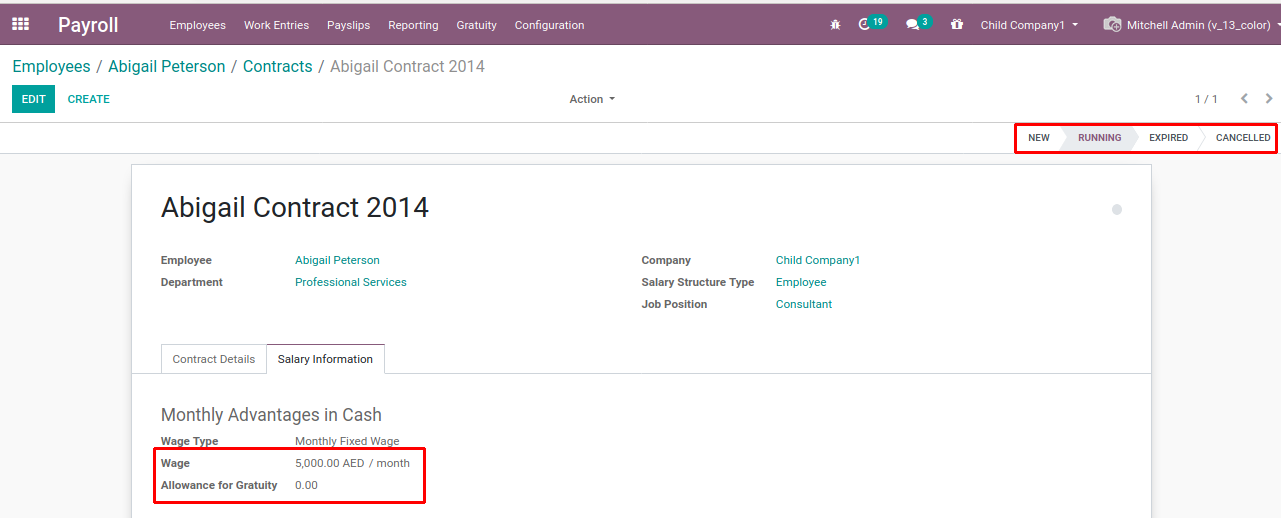 Payroll Employees Work Entries Payslips Reporting Gratuity Configuration 19 3 Child Company1 Mitchell Admin (v_13_color)
Employees / Abigail Peterson / Contracts / Abigail Contract 2014
EDIT CREATE Action 1 / 1
NEW RUNNING EXPIRED CANCELLED
Abigail Contract 2014
Employee Abigail Peterson Company Child Company1
Department Professional Services Salary Structure Type Employee
Job Position Consultant
Contract Details Salary Information
Monthly Advantages in Cash
Wage Type Monthly Fixed Wage
Wage 5,000.00 AED / month
Allowance for Gratuity 0.00